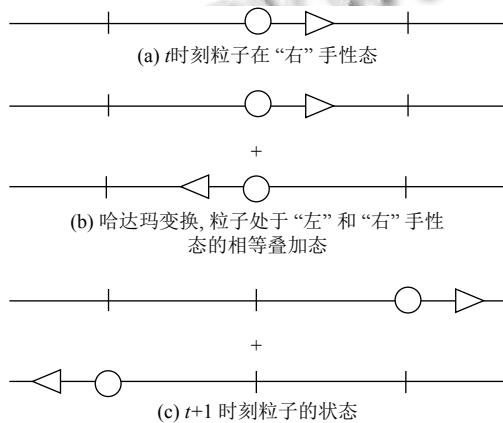 (a) t时刻粒子在 “右” 手性态
+
(b) 哈达玛变换, 粒子处于 “左” 和 “右” 手性
态的相等叠加态
+
(c) t+1 时刻粒子的状态